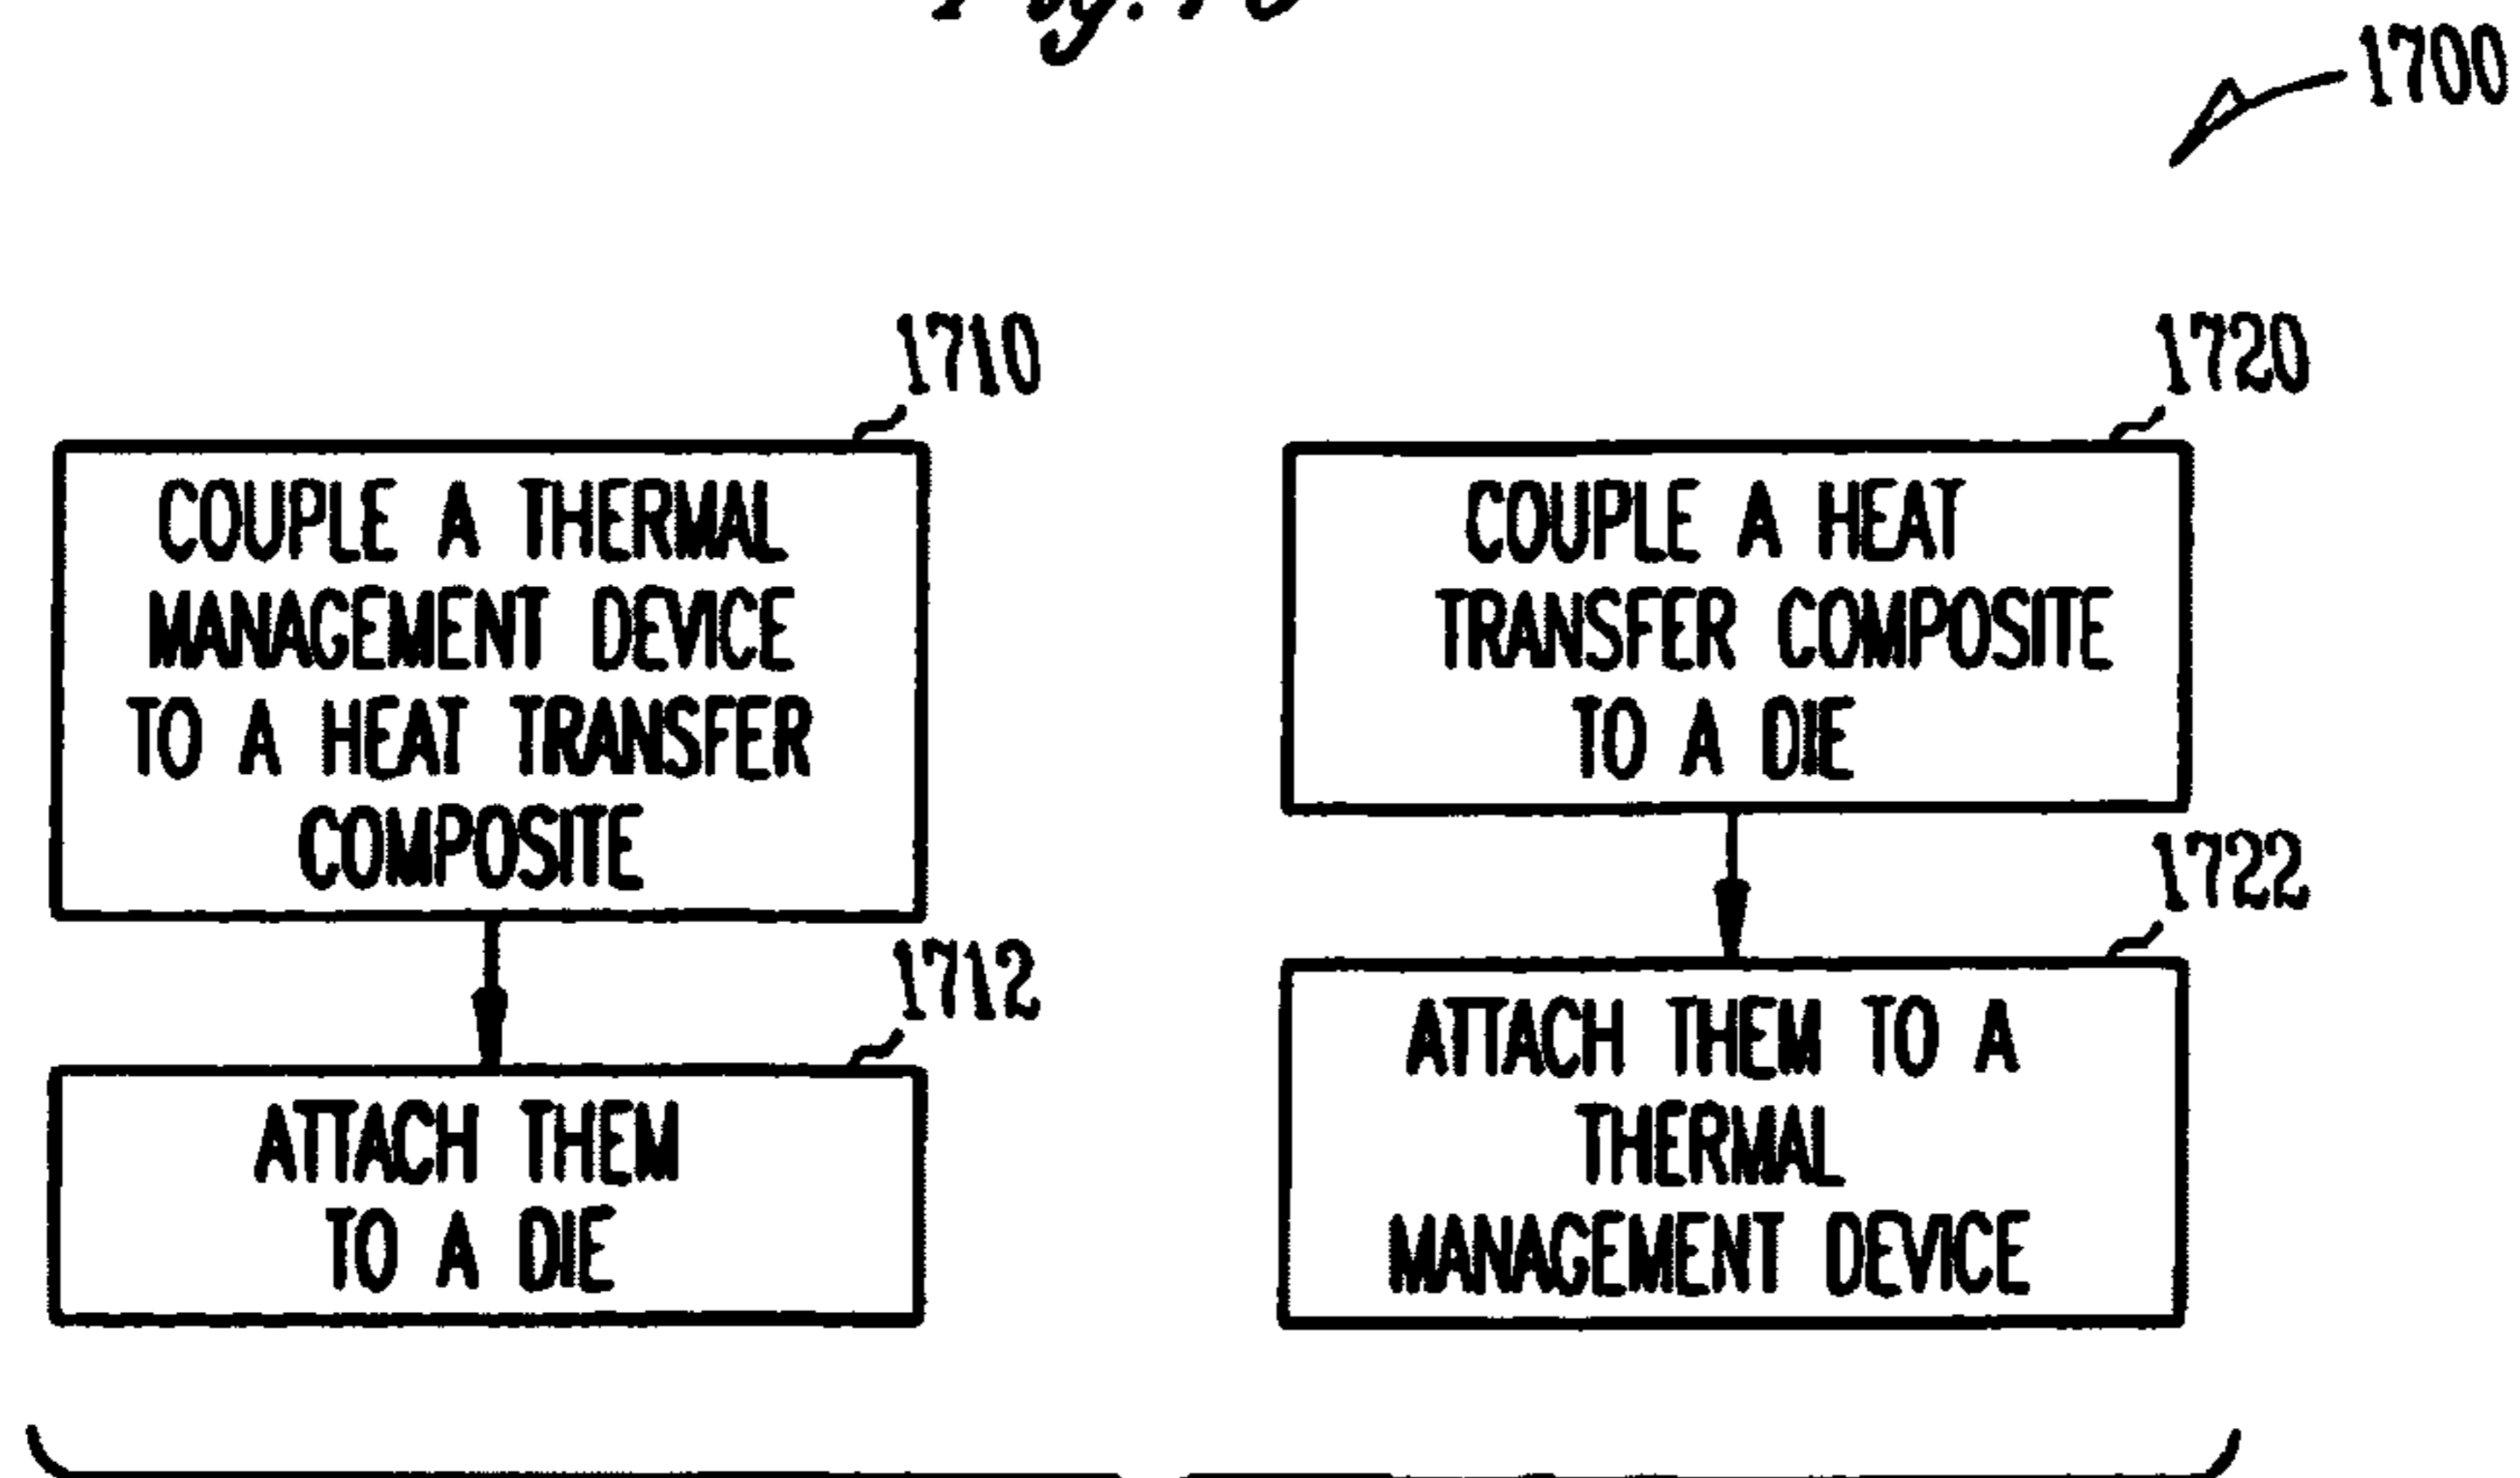 1700
1710
COUPLE A THERMAL
MANAGEMENT DEVICE
TO A HEAT TRANSFER
COMPOSITE
1712
ATTACH THEM
TO A DIE
1720
COUPLE A HEAT
TRANSFER COMPOSITE
TO A DIE
1722
ATTACH THEM TO A
THERMAL
MANAGEMENT DEVICE